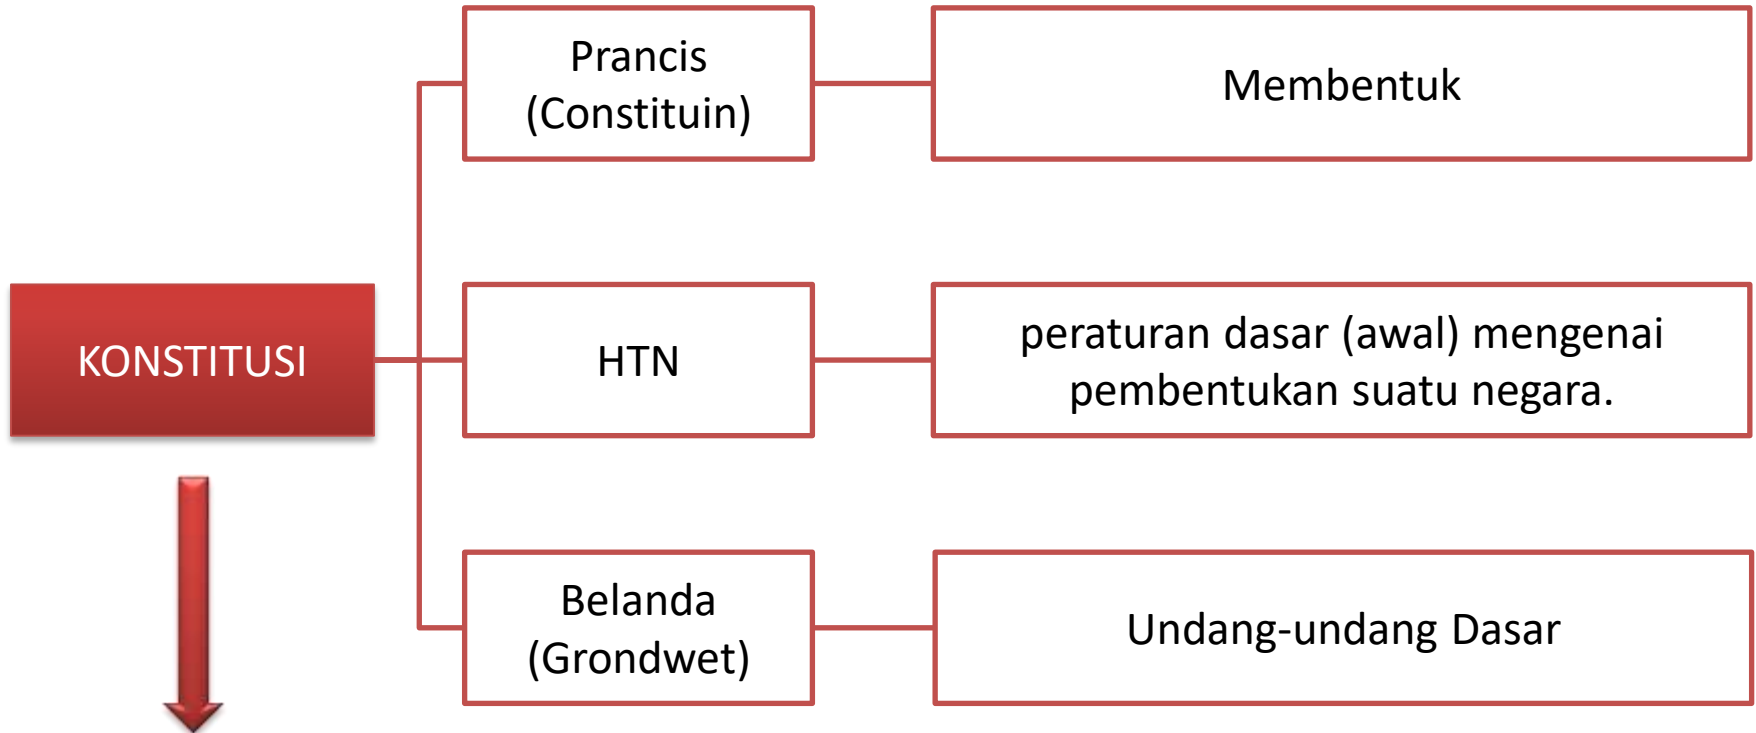 KONSTITUSI
Prancis
(Constituin)
Membentuk
HTN
peraturan dasar (awal) mengenai
pembentukan suatu negara.
Belanda
(Grondwet)
Undang-undang Dasar